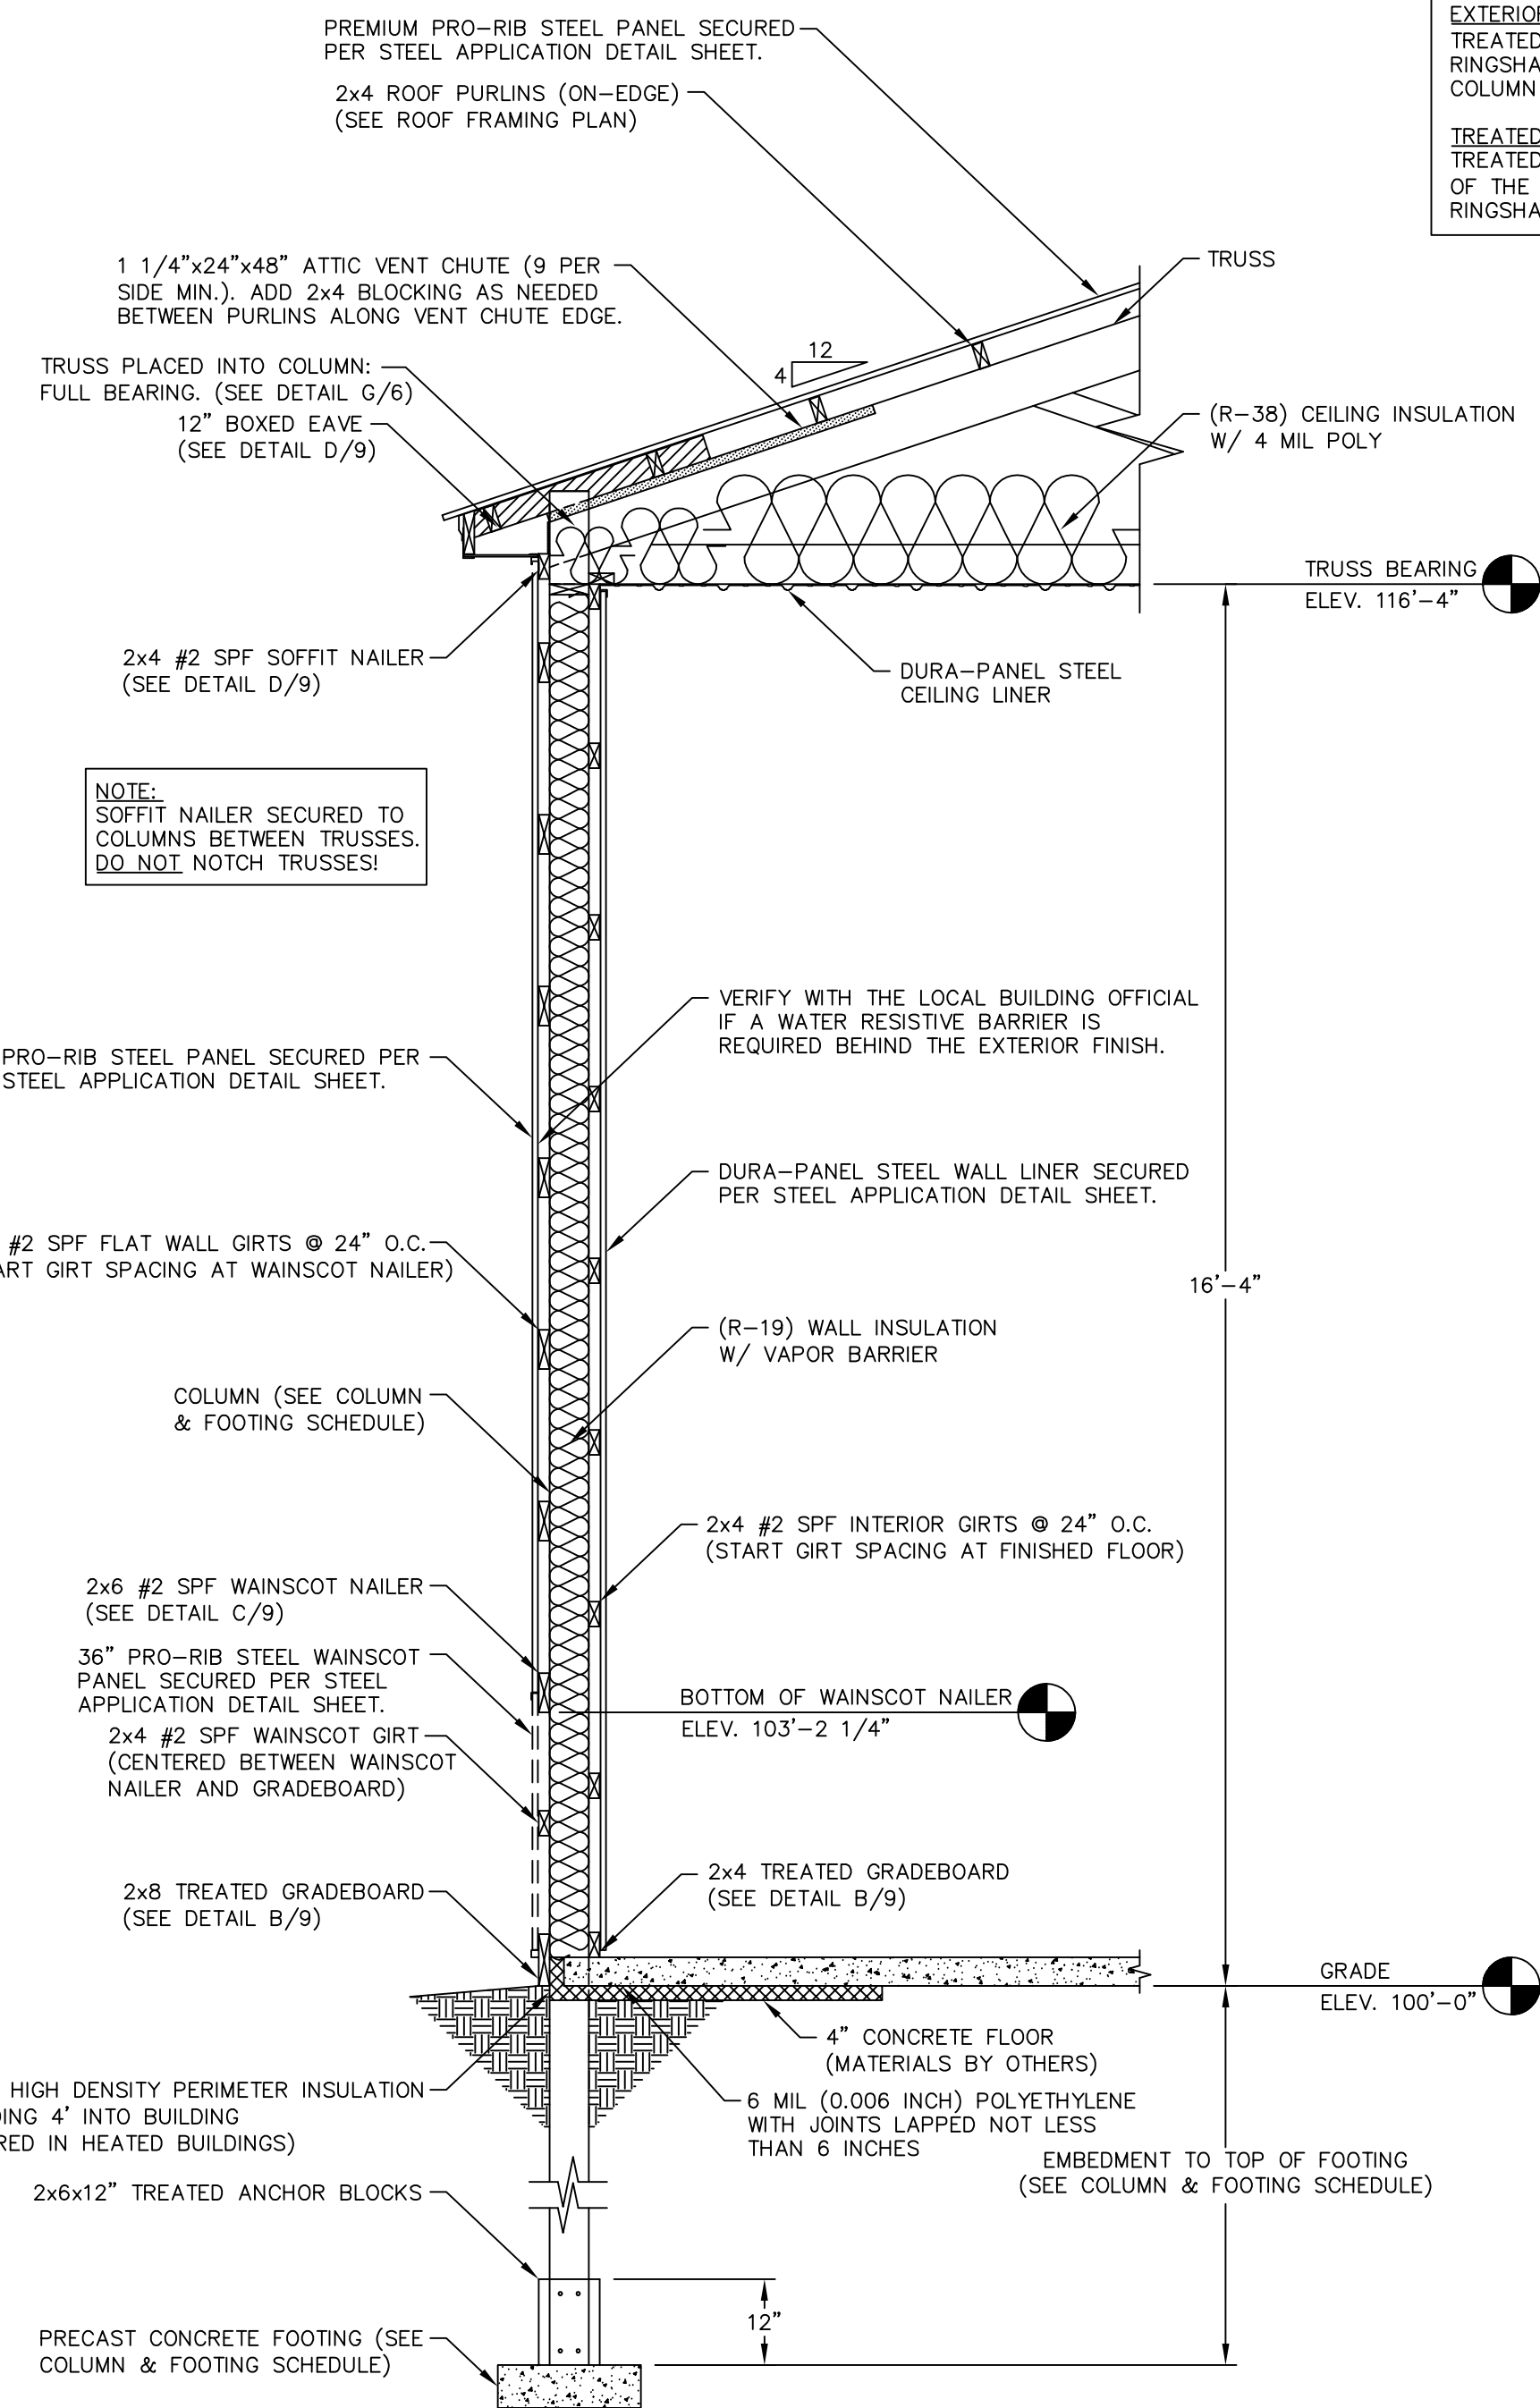 PREMIUM PRO-RIB STEEL PANEL SECURED
PER STEEL APPLICATION DETAIL SHEET.
2x4 ROOF PURLINS (ON-EDGE)
(SEE ROOF FRAMING PLAN)
EXTERIOR
TREATED
RINGSHA
COLUMN
TREATED
TREATED
OF THE
RINGSHA
1 1/4"x24"x48" ATTIC VENT CHUTE (9 PER
SIDE MIN.). ADD 2x4 BLOCKING AS NEEDED
BETWEEN PURLINS ALONG VENT CHUTE EDGE.
TRUSS
12
4
TRUSS PLACED INTO COLUMN:
FULL BEARING. (SEE DETAIL G/6)
12" BOXED EAVE
(SEE DETAIL D/9)
(R-38) CEILING INSULATION
W/ 4 MIL POLY
TRUSS BEARING
ELEV. 116'-4"
2x4 #2 SPF SOFFIT NAILER
(SEE DETAIL D/9)
DURA-PANEL STEEL
CEILING LINER
NOTE:
SOFFIT NAILER SECURED TO
COLUMNS BETWEEN TRUSSES.
DO NOT NOTCH TRUSSES!
VERIFY WITH THE LOCAL BUILDING OFFICIAL
IF A WATER RESISTIVE BARRIER IS
REQUIRED BEHIND THE EXTERIOR FINISH.
PRO-RIB STEEL PANEL SECURED PER
STEEL APPLICATION DETAIL SHEET.
DURA-PANEL STEEL WALL LINER SECURED
PER STEEL APPLICATION DETAIL SHEET.
#2 SPF FLAT WALL GIRTS @ 24" O.C.
ART GIRT SPACING AT WAINSCOT NAILER)
16'-4"
(R-19) WALL INSULATION
W/ VAPOR BARRIER
COLUMN (SEE COLUMN
& FOOTING SCHEDULE)
2x4 #2 SPF INTERIOR GIRTS @ 24" O.C.
(START GIRT SPACING AT FINISHED FLOOR)
2x6 #2 SPF WAINSCOT NAILER
(SEE DETAIL C/9)
36" PRO-RIB STEEL WAINSCOT
PANEL SECURED PER STEEL
APPLICATION DETAIL SHEET.
BOTTOM OF WAINSCOT NAILER
ELEV. 103'-2 1/4"
2x4 #2 SPF WAINSCOT GIRT
(CENTERED BETWEEN WAINSCOT
NAILER AND GRADEBOARD)
2x8 TREATED GRADEBOARD
(SEE DETAIL B/9)
2x4 TREATED GRADEBOARD
(SEE DETAIL B/9)
GRADE
ELEV. 100'-0"
4" CONCRETE FLOOR
(MATERIALS BY OTHERS)
HIGH DENSITY PERIMETER INSULATION
DING 4' INTO BUILDING
RED IN HEATED BUILDINGS)
6 MIL (0.006 INCH) POLYETHYLENE
WITH JOINTS LAPPED NOT LESS
THAN 6 INCHES
EMBEDMENT TO TOP OF FOOTING
(SEE COLUMN & FOOTING SCHEDULE)
2x6x12" TREATED ANCHOR BLOCKS
12"
PRECAST CONCRETE FOOTING (SEE
COLUMN & FOOTING SCHEDULE)